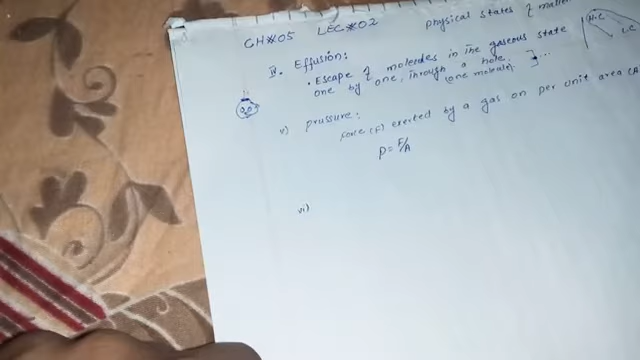 CH#05 LEC#02 physical states of matter
iv. Effusion:
• Escape of molecules in the gaseous state
one by one, through a hole.
(one molecule)
v) pressure:
force (F) exerted by a gas on per unit area (A)
P = F/A
vi)